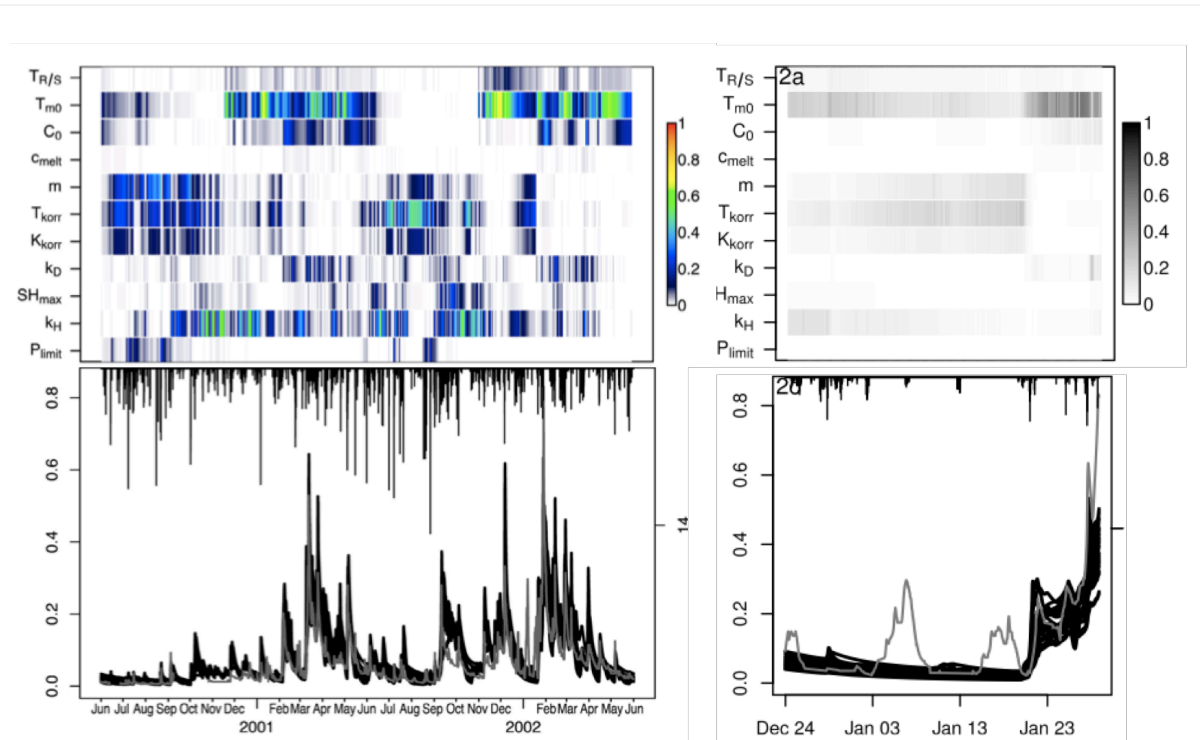 T_R/S
T_m0
C_0
c_melt
m
T_korr
K_korr
k_D
SH_max
k_H
P_limit
1
0.8
0.6
0.4
0.2
0
2a
T_R/S
T_m0
C_0
c_melt
m
T_korr
K_korr
k_D
H_max
k_H
P_limit
1
0.8
0.6
0.4
0.2
0
0.8
0.6
0.4
0.2
0.0
14
Jun Jul Aug Sep Oct Nov Dec Feb Mar Apr May Jun Jul Aug Sep Oct Nov Dec Feb Mar Apr May Jun
2001 2002
0.8
0.6
0.4
0.2
0.0
Dec 24 Jan 03 Jan 13 Jan 23